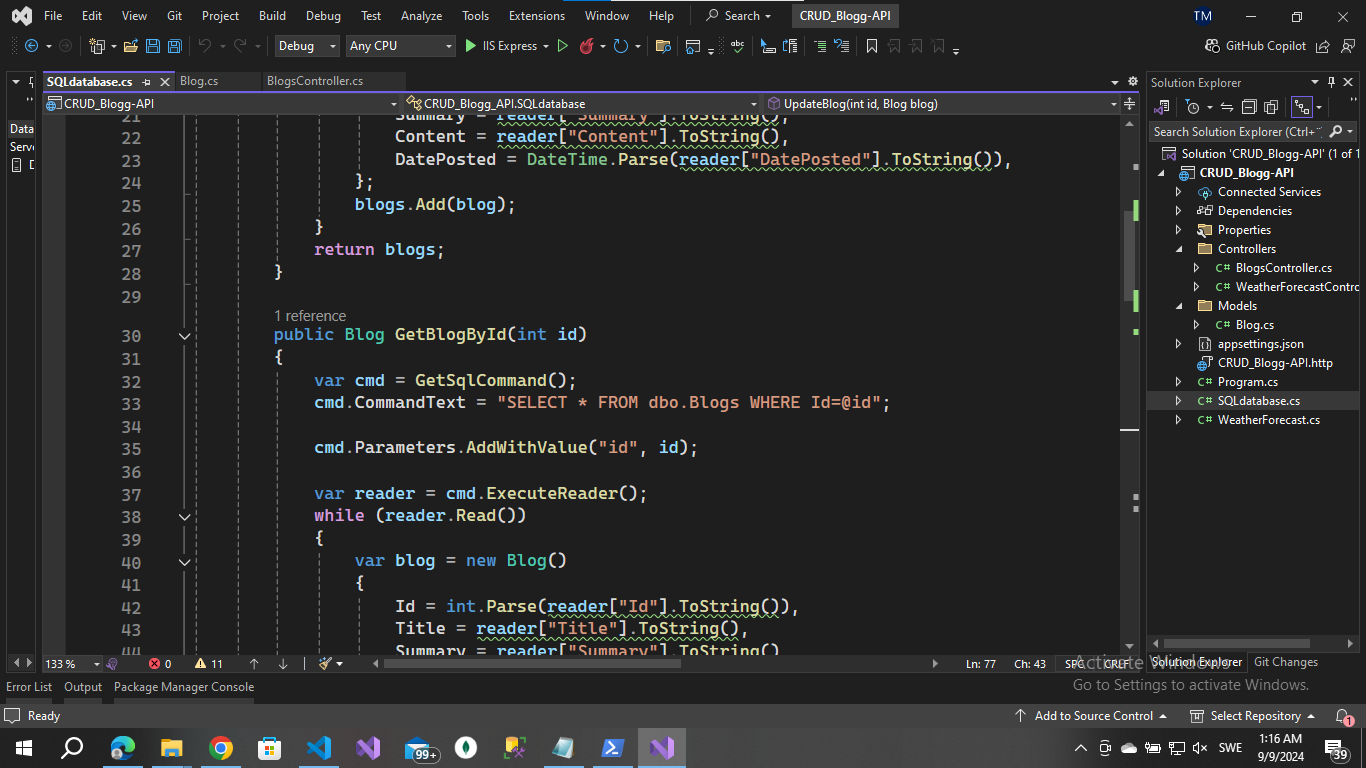 File Edit View Git Project Build Debug Test Analyze Tools Extensions Window Help Search CRUD_Blogg-API TM
Debug Any CPU IIS Express GitHub Copilot
SQLdatabase.cs Blog.cs BlogsController.cs
CRUD_Blogg-API CRUD_Blogg_API.SQLdatabase UpdateBlog(int id, Blog blog)
21 Summary = reader["Summary"].ToString(),
22 Content = reader["Content"].ToString(),
23 DatePosted = DateTime.Parse(reader["DatePosted"].ToString()),
24 };
25 blogs.Add(blog);
26 }
27 return blogs;
28 }
29
1 reference
30 public Blog GetBlogById(int id)
31 {
32 var cmd = GetSqlCommand();
33 cmd.CommandText = "SELECT * FROM dbo.Blogs WHERE Id=@id";
34
35 cmd.Parameters.AddWithValue("id", id);
36
37 var reader = cmd.ExecuteReader();
38 while (reader.Read())
39 {
40 var blog = new Blog()
41 {
42 Id = int.Parse(reader["Id"].ToString()),
43 Title = reader["Title"].ToString(),
44 Summary = reader["Summary"].ToString()
133 % 0 11 Ln: 77 Ch: 43 SPC CRLF
Data
Serv
D
Solution Explorer
Search Solution Explorer (Ctrl+
Solution 'CRUD_Blogg-API' (1 of 1
CRUD_Blogg-API
Connected Services
Dependencies
Properties
Controllers
C# BlogsController.cs
C# WeatherForecastContro
Models
C# Blog.cs
appsettings.json
CRUD_Blogg-API.http
C# Program.cs
C# SQLdatabase.cs
C# WeatherForecast.cs
Solution Explorer Git Changes
Activate Windows
Go to Settings to activate Windows.
Error List Output Package Manager Console
Ready Add to Source Control Select Repository 1
99+ SWE 1:16 AM
9/9/2024
39